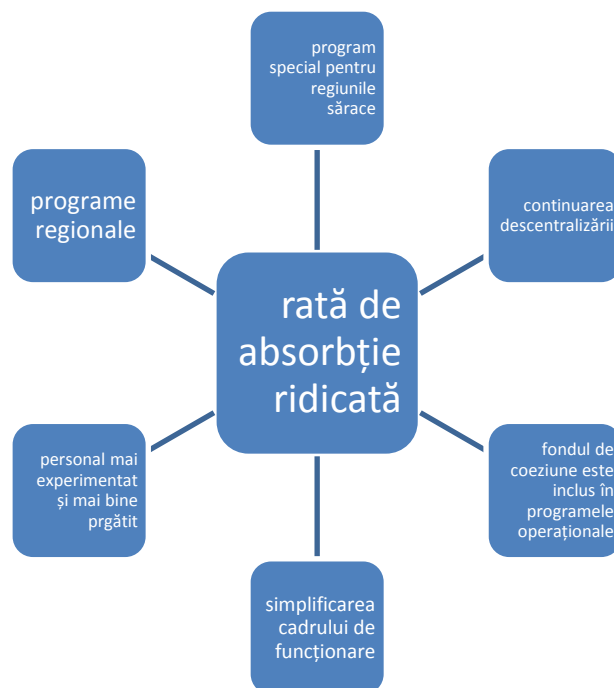 program
special pentru
regiunile
sărace
continuarea
descentralizării
fondul de
coeziune este
inclus în
programele
operaționale
simplificarea
cadrului de
funcționare
personal mai
experimentat
și mai bine
prgătit
programe
regionale
rată de
absorbție
ridicată